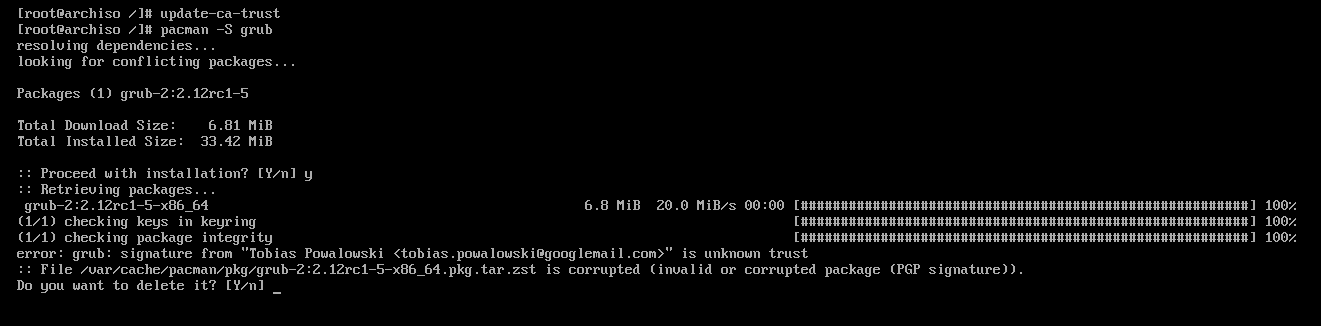 [root@archiso /]# update-ca-trust
[root@archiso /]# pacman -S grub
resolving dependencies...
looking for conflicting packages...
Packages (1) grub-2:2.12rc1-5
Total Download Size:    6.81 MiB
Total Installed Size:  33.42 MiB
:: Proceed with installation? [Y/n] y
:: Retrieving packages...
 grub-2:2.12rc1-5-x86_64 6.8 MiB  20.0 MiB/s 00:00 [########################################################] 100%
(1/1) checking keys in keyring [########################################################] 100%
(1/1) checking package integrity [########################################################] 100%
error: grub: signature from "Tobias Powalowski <tobias.powalowski@googlemail.com>" is unknown trust
:: File /var/cache/pacman/pkg/grub-2:2.12rc1-5-x86_64.pkg.tar.zst is corrupted (invalid or corrupted package (PGP signature)).
Do you want to delete it? [Y/n] _